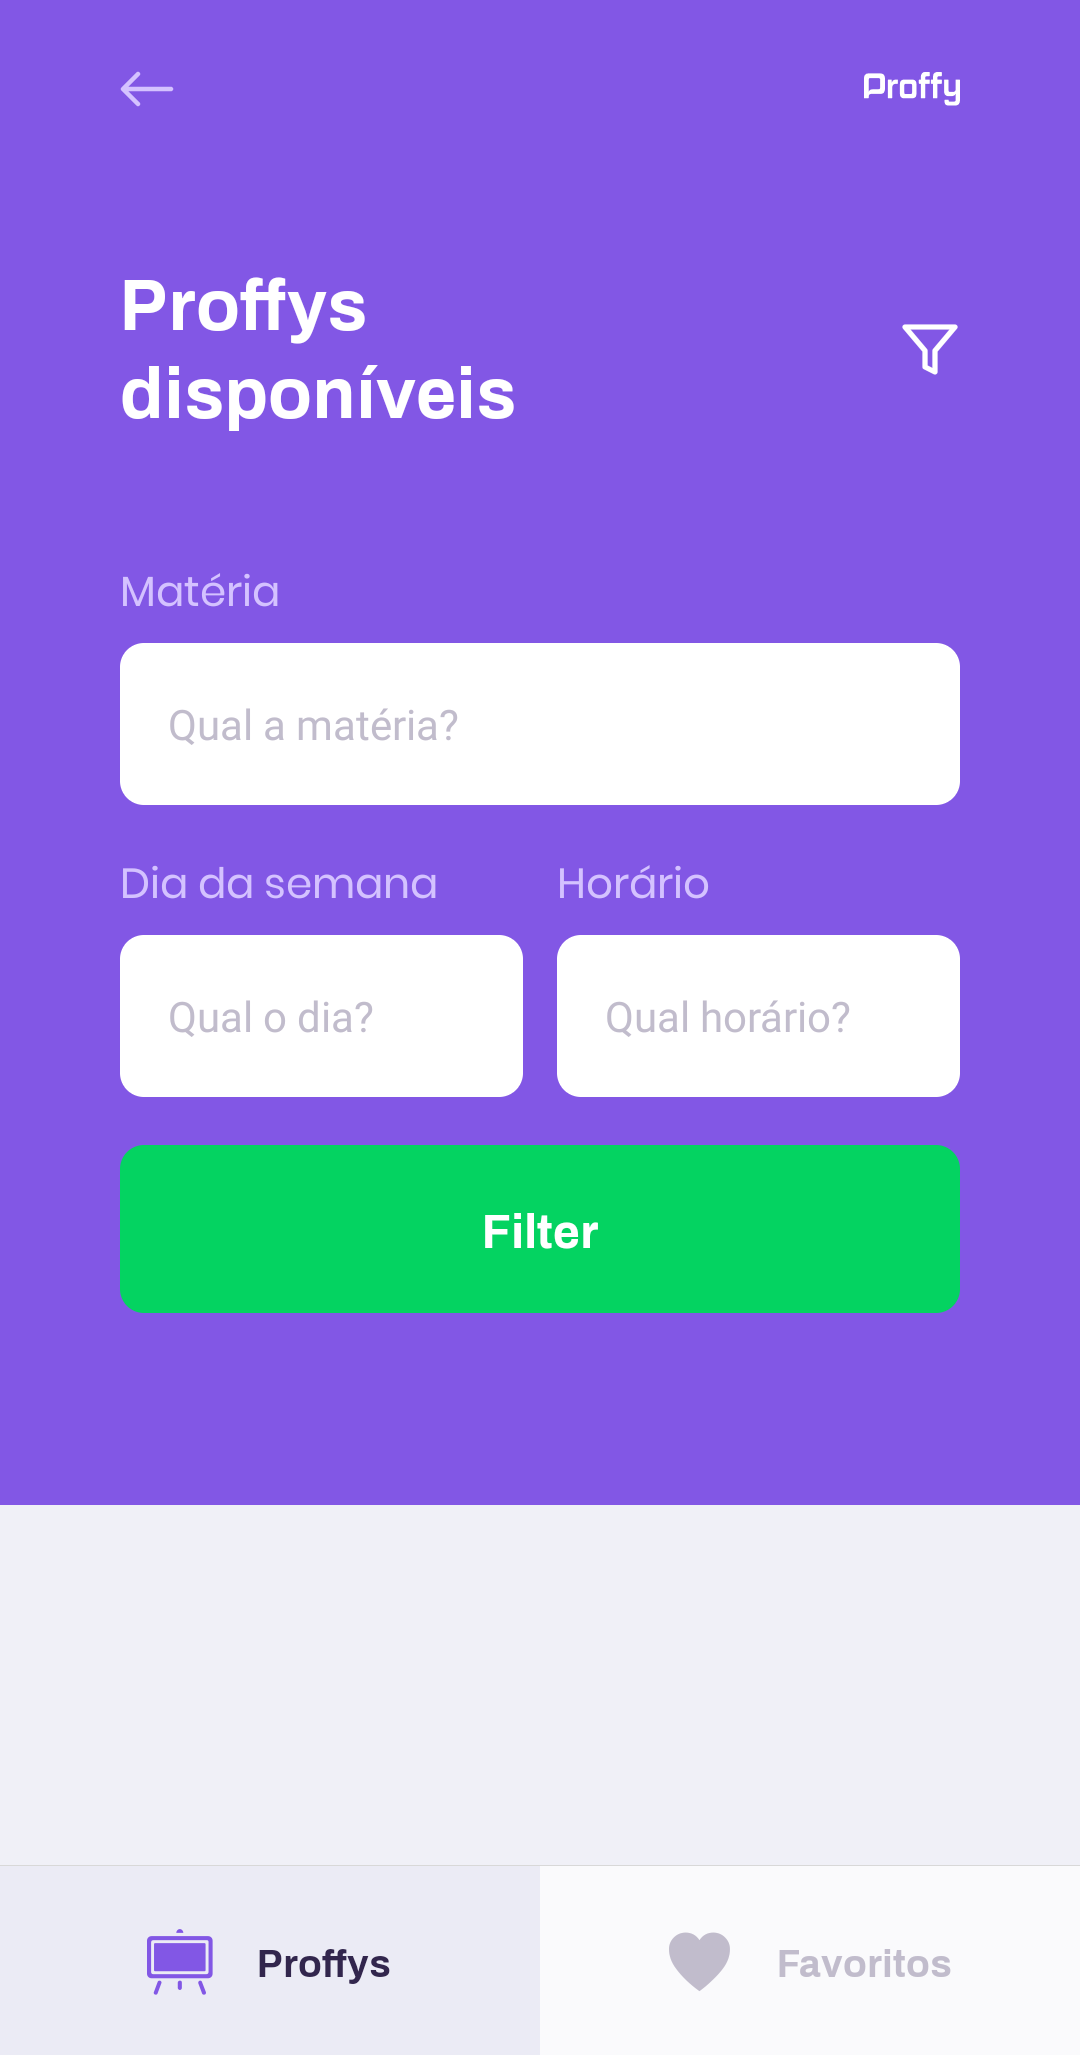 Proffy
Proffys
disponíveis
Matéria
Qual a matéria?
Dia da semana
Horário
Qual o dia?
Qual horário?
Filter
Proffys
Favoritos